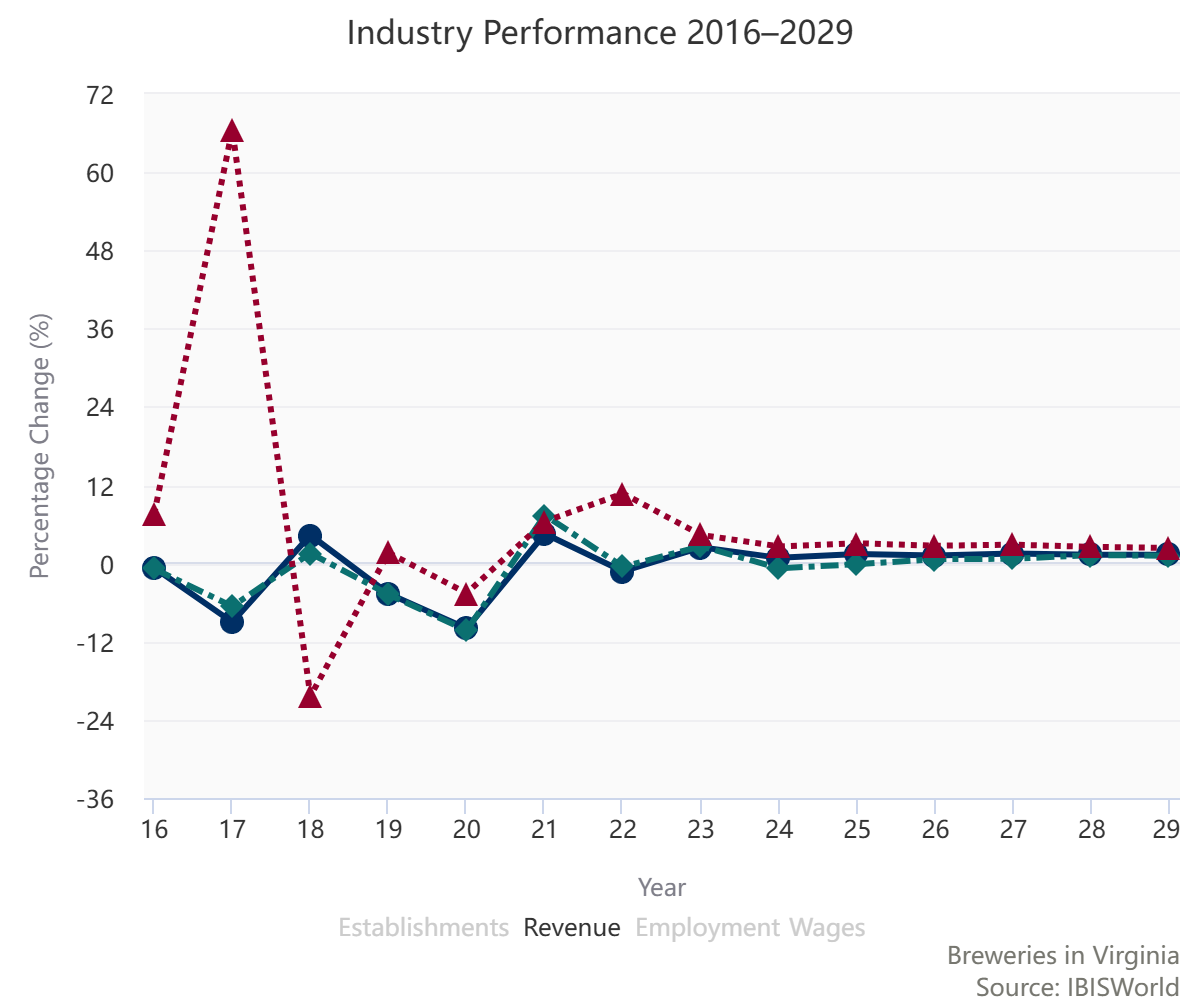 Industry Performance 2016–2029
Percentage Change (%)
72
60
48
36
24
12
0
-12
-24
-36
16 17 18 19 20 21 22 23 24 25 26 27 28 29
Year
Establishments Revenue Employment Wages
Breweries in Virginia
Source: IBISWorld